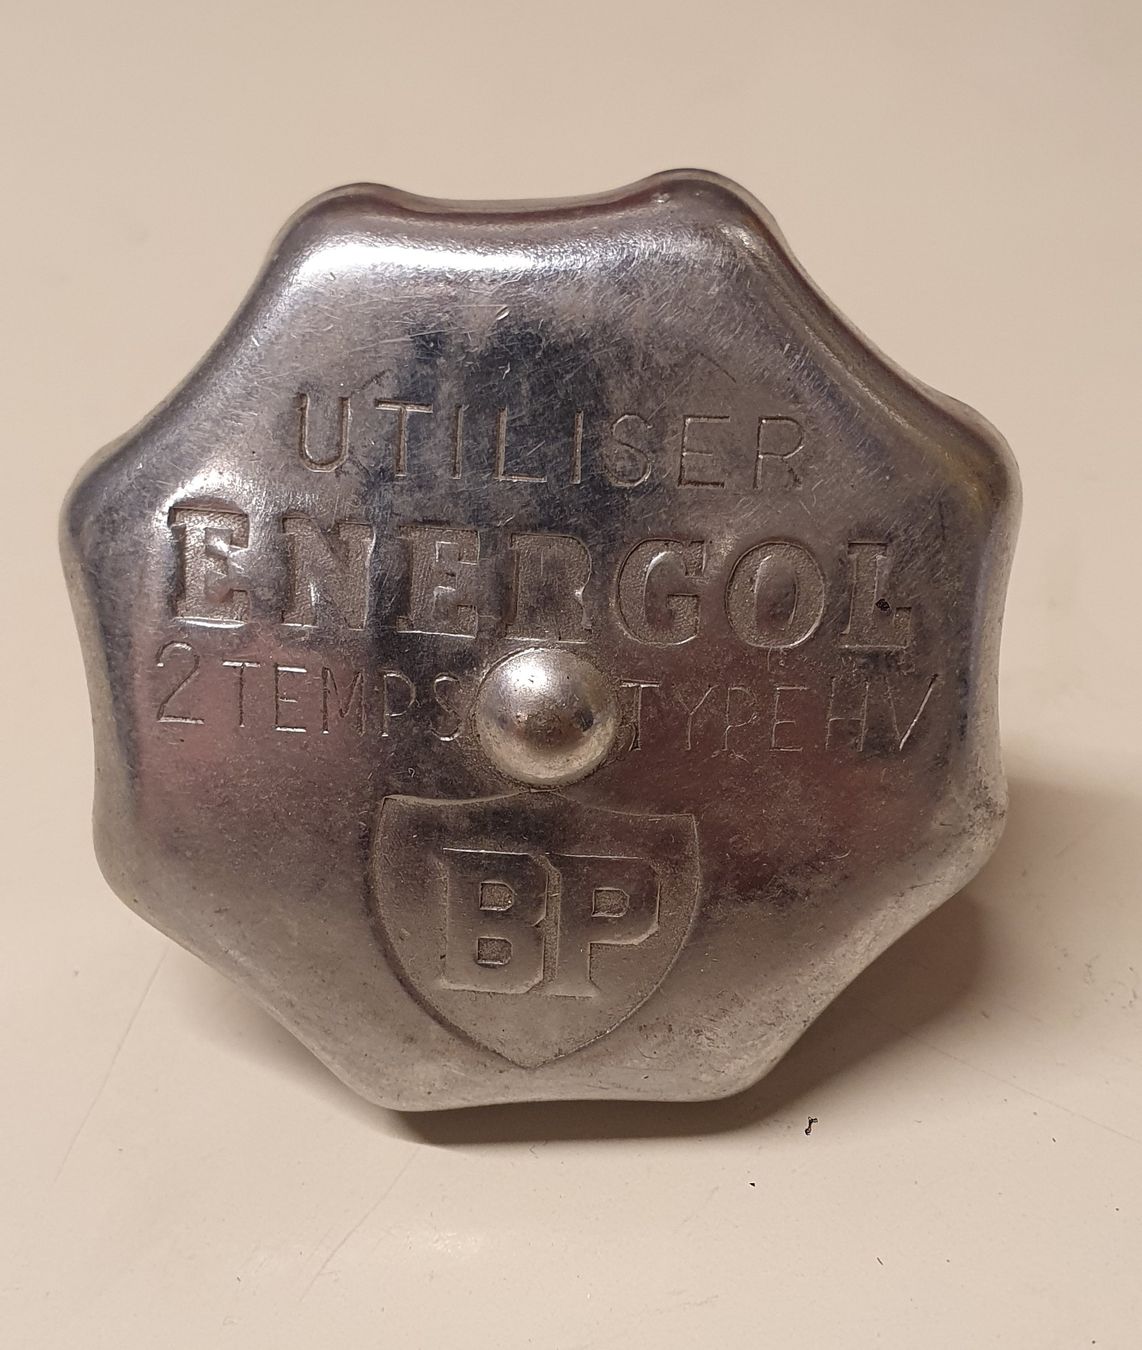 UTILISER
ENERGOL
2 TEMPS TYPE HV
BP